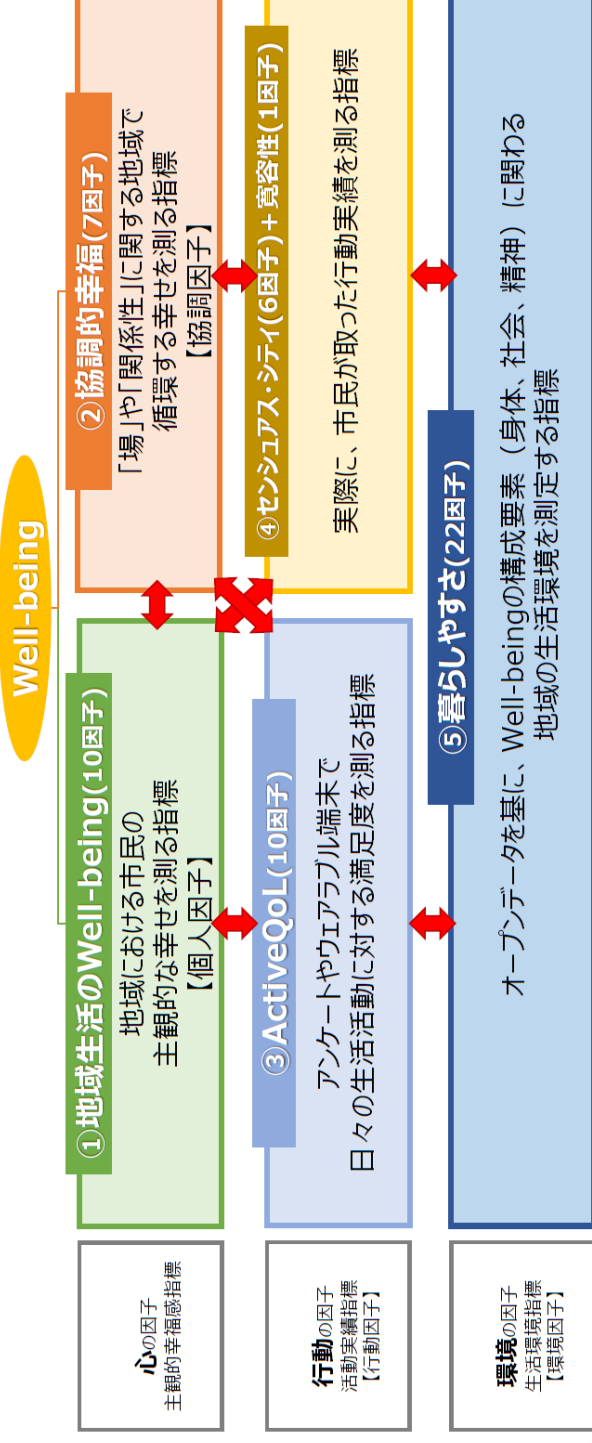 Well-being
心の因子
主観的幸福感指標
①地域生活のWell-being(10因子)
地域における市民の
主観的な幸せを測る指標
【個人因子】
②協調的幸福(7因子)
「場」や「関係性」に関する地域で
循環する幸せを測る指標
【協調因子】
行動の因子
活動実績指標
【行動因子】
③ActiveQoL(10因子)
アンケートやウェアラブル端末で
日々の生活活動に対する満足度を測る指標
④センシュアス・シティ(6因子)+寛容性(1因子)
実際に、市民が取った行動実績を測る指標
環境の因子
生活環境指標
【環境因子】
⑤暮らしやすさ(22因子)
オープンデータを基に、Well-beingの構成要素（身体、社会、精神）に関わる
地域の生活環境を測定する指標